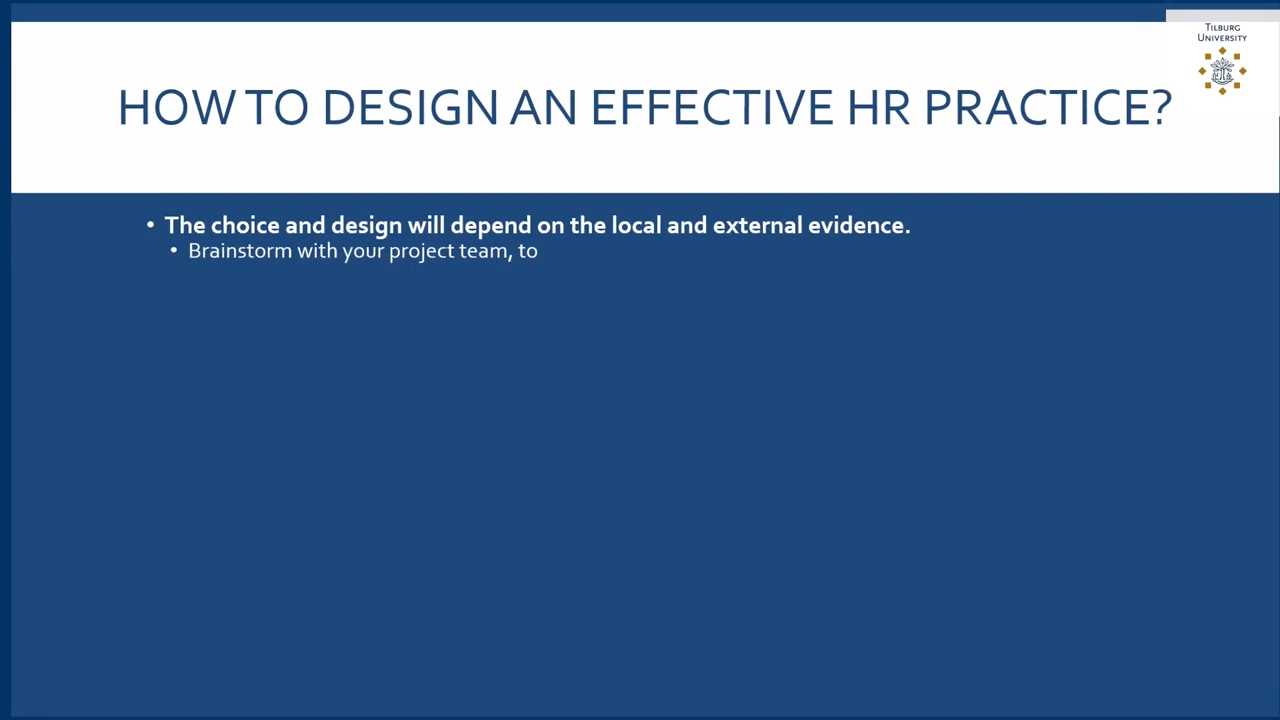 TILBURG
UNIVERSITY
HOW TO DESIGN AN EFFECTIVE HR PRACTICE?
• The choice and design will depend on the local and external evidence.
• Brainstorm with your project team, to